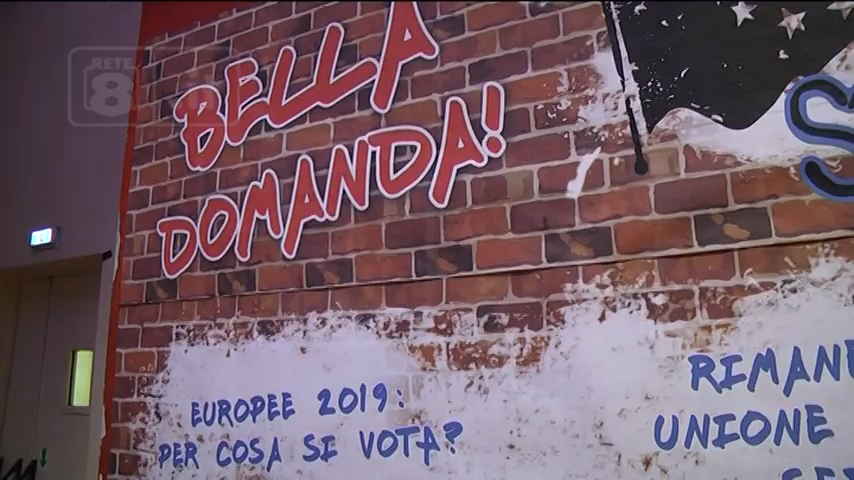 RETE
8
BELLA
DOMANDA!
EUROPEE 2019:
PER COSA SI VOTA?
UNIONE